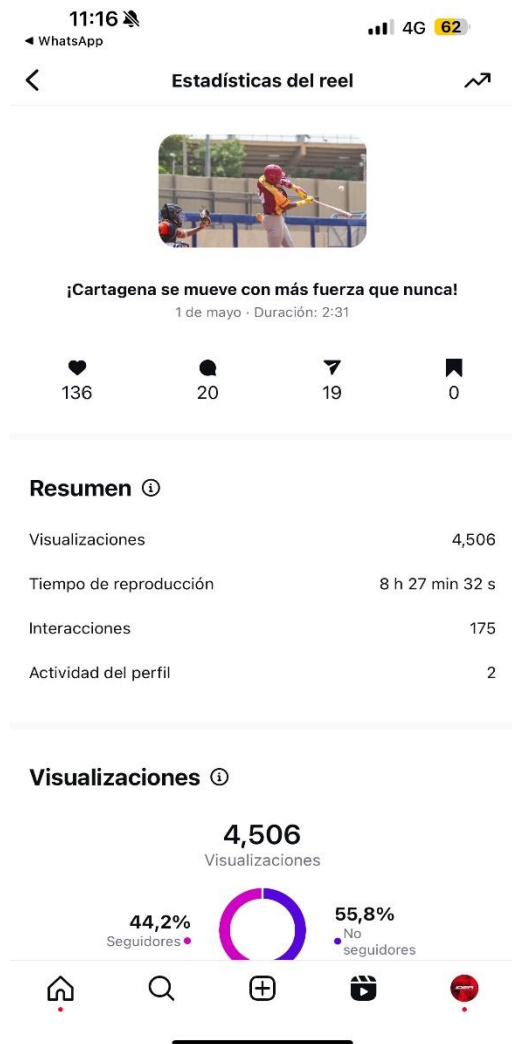 11:16
4G 62
◀ WhatsApp
Estadísticas del reel
¡Cartagena se mueve con más fuerza que nunca!
1 de mayo · Duración: 2:31
136 20 19 0
Resumen
Visualizaciones 4,506
Tiempo de reproducción 8 h 27 min 32 s
Interacciones 175
Actividad del perfil 2
Visualizaciones
4,506
Visualizaciones
44,2%
Seguidores
55,8%
No
seguidores